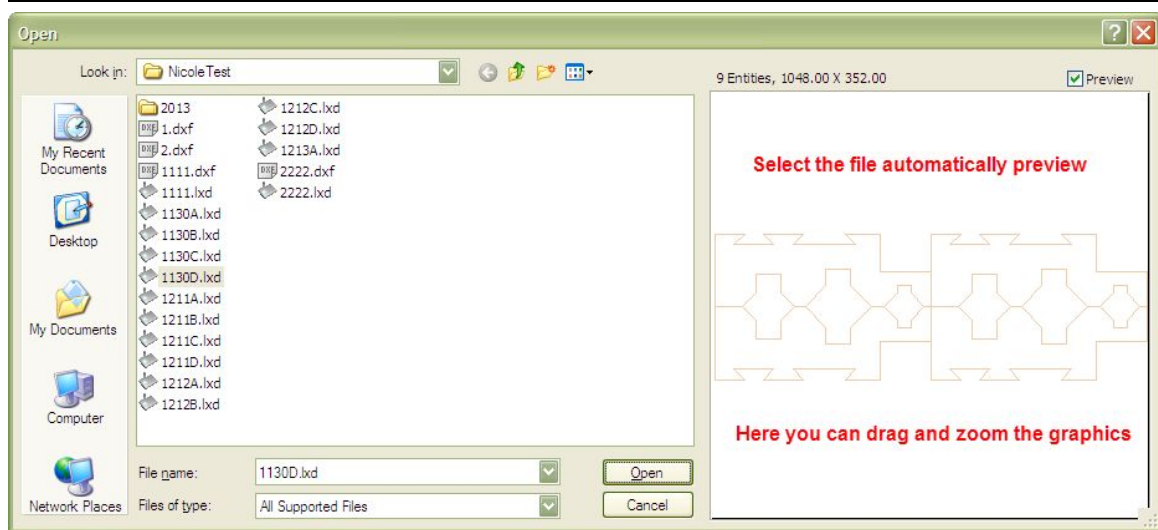 Open
Look in:
NicoleTest
9 Entities, 1048.00 X 352.00
Preview
My Recent
Documents
Desktop
My Documents
Computer
Network Places
2013
1.dxf
2.dxf
1111.dxf
1111.lxd
1130A.lxd
1130B.lxd
1130C.lxd
1130D.lxd
1211A.lxd
1211B.lxd
1211C.lxd
1211D.lxd
1212A.lxd
1212B.lxd
1212C.lxd
1212D.lxd
1213A.lxd
2222.dxf
2222.lxd
Select the file automatically preview
Here you can drag and zoom the graphics
File name:
1130D.lxd
Open
Files of type:
All Supported Files
Cancel